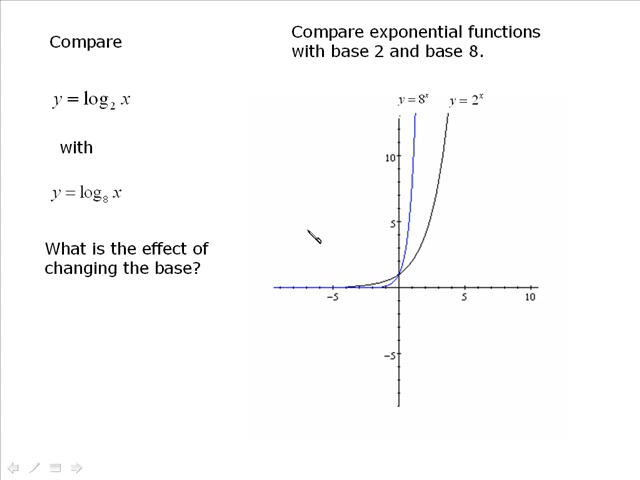 Compare
y = log₂ x
with
y = log₈ x
What is the effect of
changing the base?
Compare exponential functions
with base 2 and base 8.
y = 8ˣ y = 2ˣ
10
5
−5 5 10
−5